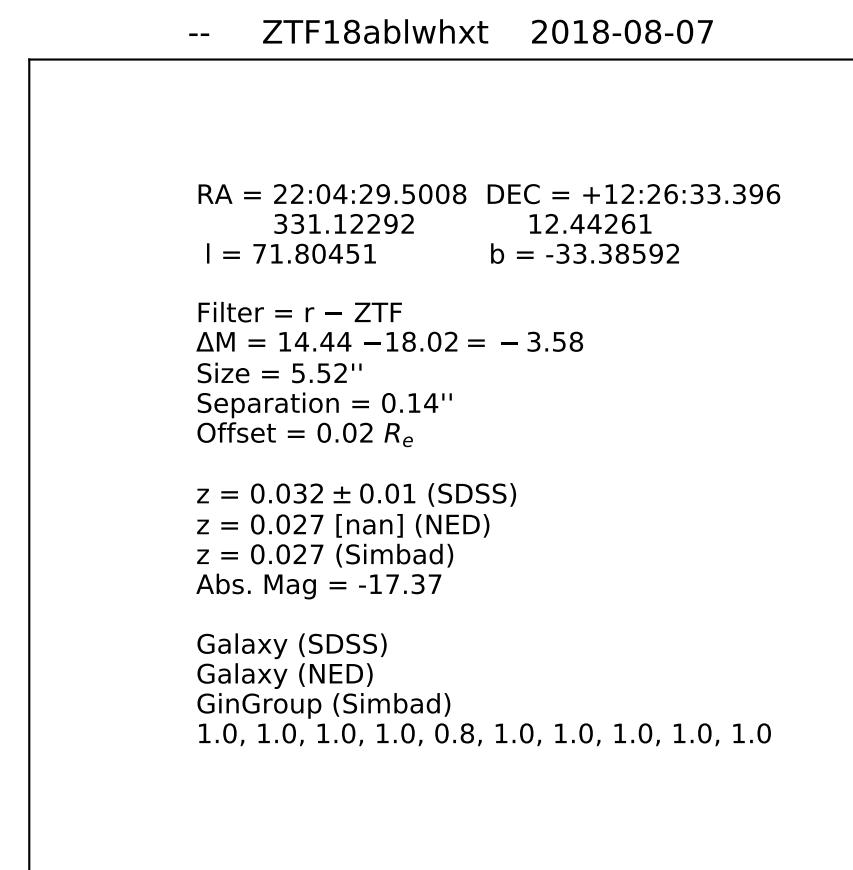 -- ZTF18ablwhxt 2018-08-07
RA = 22:04:29.5008 DEC = +12:26:33.396
331.12292 12.44261
l = 71.80451 b = -33.38592
Filter = r − ZTF
ΔM = 14.44 −18.02 = − 3.58
Size = 5.52''
Separation = 0.14''
Offset = 0.02 Rₑ
z = 0.032 ± 0.01 (SDSS)
z = 0.027 [nan] (NED)
z = 0.027 (Simbad)
Abs. Mag = -17.37
Galaxy (SDSS)
Galaxy (NED)
GinGroup (Simbad)
1.0, 1.0, 1.0, 1.0, 0.8, 1.0, 1.0, 1.0, 1.0, 1.0